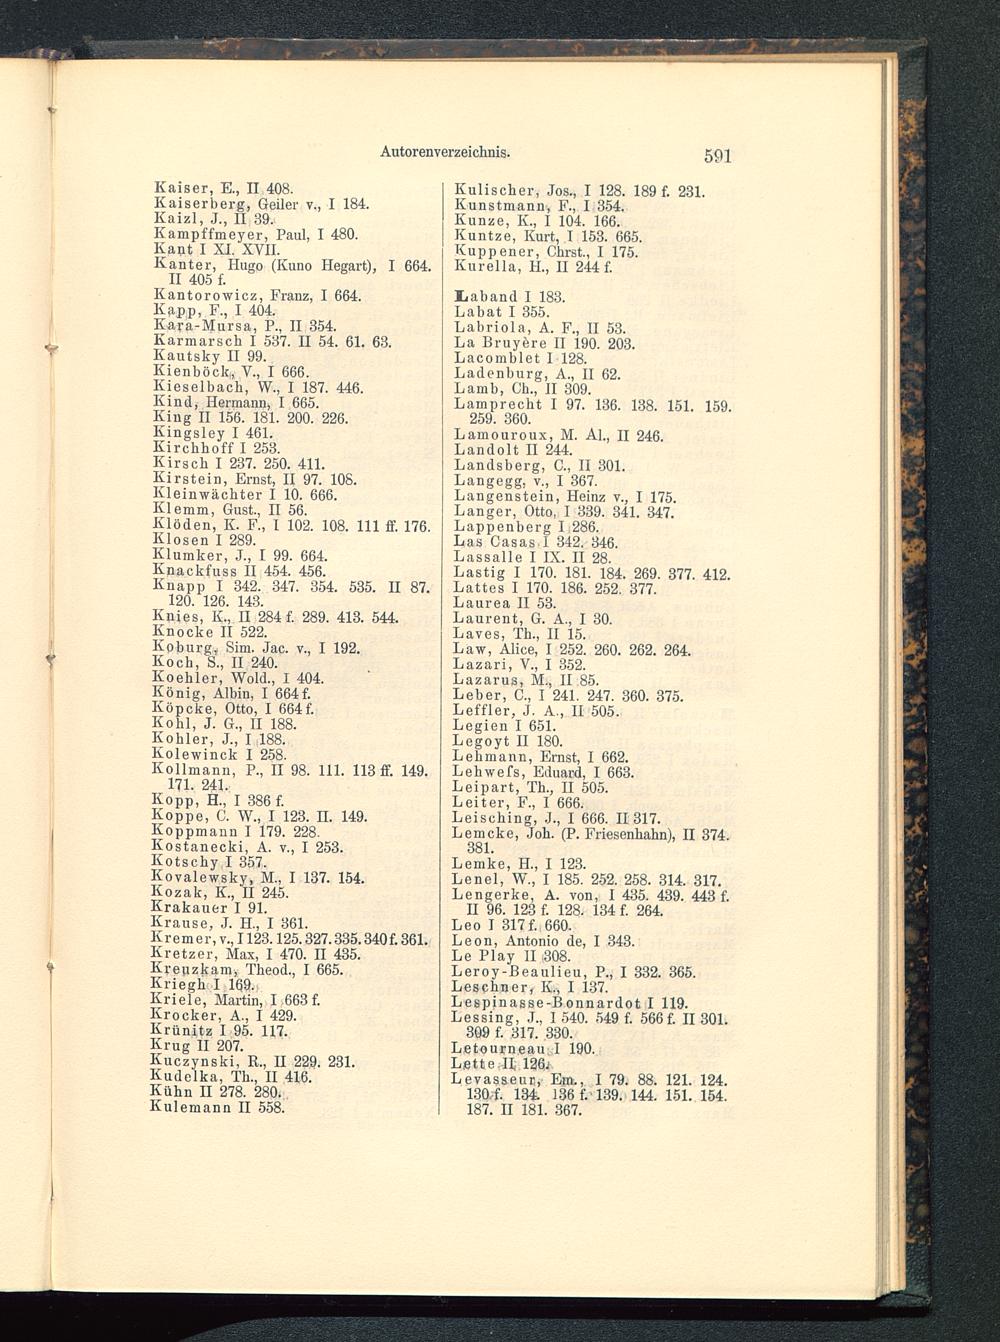 Autorenverzeichnis. 591
Kaiser, E., II 408.
Kaiserberg, Geiler v., I 184.
Kaizl, J., II 39.
Kampffmeyer, Paul, I 480.
Kant I XI. XVII.
Kanter, Hugo (Kuno Hegart), I 664.
II 405 f.
Kantorowicz, Franz, I 664.
Kapp, F., I 404.
Kara-Mursa, P., II 354.
Karmarsch I 537. II 54. 61. 63.
Kautsky II 99.
Kienböck, V., I 666.
Kieselbach, W., I 187. 446.
Kind, Hermann, I 665.
King II 156. 181. 200. 226.
Kingsley I 461.
Kirchhoff I 253.
Kirsch I 237. 250. 411.
Kirstein, Ernst, II 97. 108.
Kleinwächter I 10. 666.
Klemm, Gust., II 56.
Klöden, K. F., I 102. 108. 111 ff. 176.
Klosen I 289.
Klumker, J., I 99. 664.
Knackfuss II 454. 456.
Knapp I 342. 347. 354. 535. II 87.
120. 126. 143.
Knies, K., II 284 f. 289. 413. 544.
Knocke II 522.
Koburg, Sim. Jac. v., I 192.
Koch, S., II 240.
Koehler, Wold., I 404.
König, Albin, I 664 f.
Köpcke, Otto, I 664 f.
Kohl, J. G., II 188.
Kohler, J., I 188.
Kolewinck I 258.
Kollmann, P., II 98. 111. 113 ff. 149.
171. 241.
Kopp, H., I 386 f.
Koppe, C. W., I 123. II. 149.
Koppmann I 179. 228.
Kostanecki, A. v., I 253.
Kotschy I 357.
Kovalewsky, M., I 137. 154.
Kozak, K., II 245.
Krakauer I 91.
Krause, J. H., I 361.
Kremer, v., I 123. 125. 327. 335. 340 f. 361.
Kretzer, Max, I 470. II 435.
Kreuzkam, Theod., I 665.
Kriegh I 169.
Kriele, Martin, I 663 f.
Krocker, A., I 429.
Krünitz I 95. 117.
Krug II 207.
Kuczynski, R., II 229. 231.
Kudelka, Th., II 416.
Kühn II 278. 280.
Kulemann II 558.
Kulischer, Jos., I 128. 189 f. 231.
Kunstmann, F., I 354.
Kunze, K., I 104. 166.
Kuntze, Kurt, I 153. 665.
Kuppener, Chrst., I 175.
Kurella, H., II 244 f.
Laband I 183.
Labat I 355.
Labriola, A. F., II 53.
La Bruyère II 190. 203.
Lacomblet I 128.
Ladenburg, A., II 62.
Lamb, Ch., II 309.
Lamprecht I 97. 136. 138. 151. 159.
259. 360.
Lamouroux, M. Al., II 246.
Landolt II 244.
Landsberg, C., II 301.
Langegg, v., I 367.
Langenstein, Heinz v., I 175.
Langer, Otto, I 339. 341. 347.
Lappenberg I 286.
Las Casas I 342. 346.
Lassalle I IX. II 28.
Lastig I 170. 181. 184. 269. 377. 412.
Lattes I 170. 186. 252. 377.
Laurea II 53.
Laurent, G. A., I 30.
Laves, Th., II 15.
Law, Alice, I 252. 260. 262. 264.
Lazari, V., I 352.
Lazarus, M., II 85.
Leber, C., I 241. 247. 360. 375.
Leffler, J. A., II 505.
Legien I 651.
Legoyt II 180.
Lehmann, Ernst, I 662.
Lehwefs, Eduard, I 663.
Leipart, Th., II 505.
Leiter, F., I 666.
Leisching, J., I 666. II 317.
Lemcke, Joh. (P. Friesenhahn), II 374.
381.
Lemke, H., I 123.
Lenel, W., I 185. 252. 258. 314. 317.
Lengerke, A. von, I 435. 439. 443 f.
II 96. 123 f. 128. 134 f. 264.
Leo I 317 f. 660.
Leon, Antonio de, I 343.
Le Play II 308.
Leroy-Beaulieu, P., I 332. 365.
Leschner, K., I 137.
Lespinasse-Bonnardot I 119.
Lessing, J., I 540. 549 f. 566 f. II 301.
309 f. 317. 330.
Letourneau I 190.
Lette II 126.
Levasseur, Em., I 79. 88. 121. 124.
130 f. 134. 136 f. 139. 144. 151. 154.
187. II 181. 367.